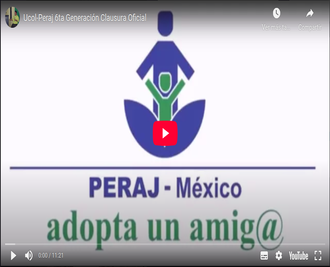 Ucol-Peraj 6ta Generación Clausura Oficial
PERAJ - México
adopta un amig@
0:00 / 11:21
YouTube